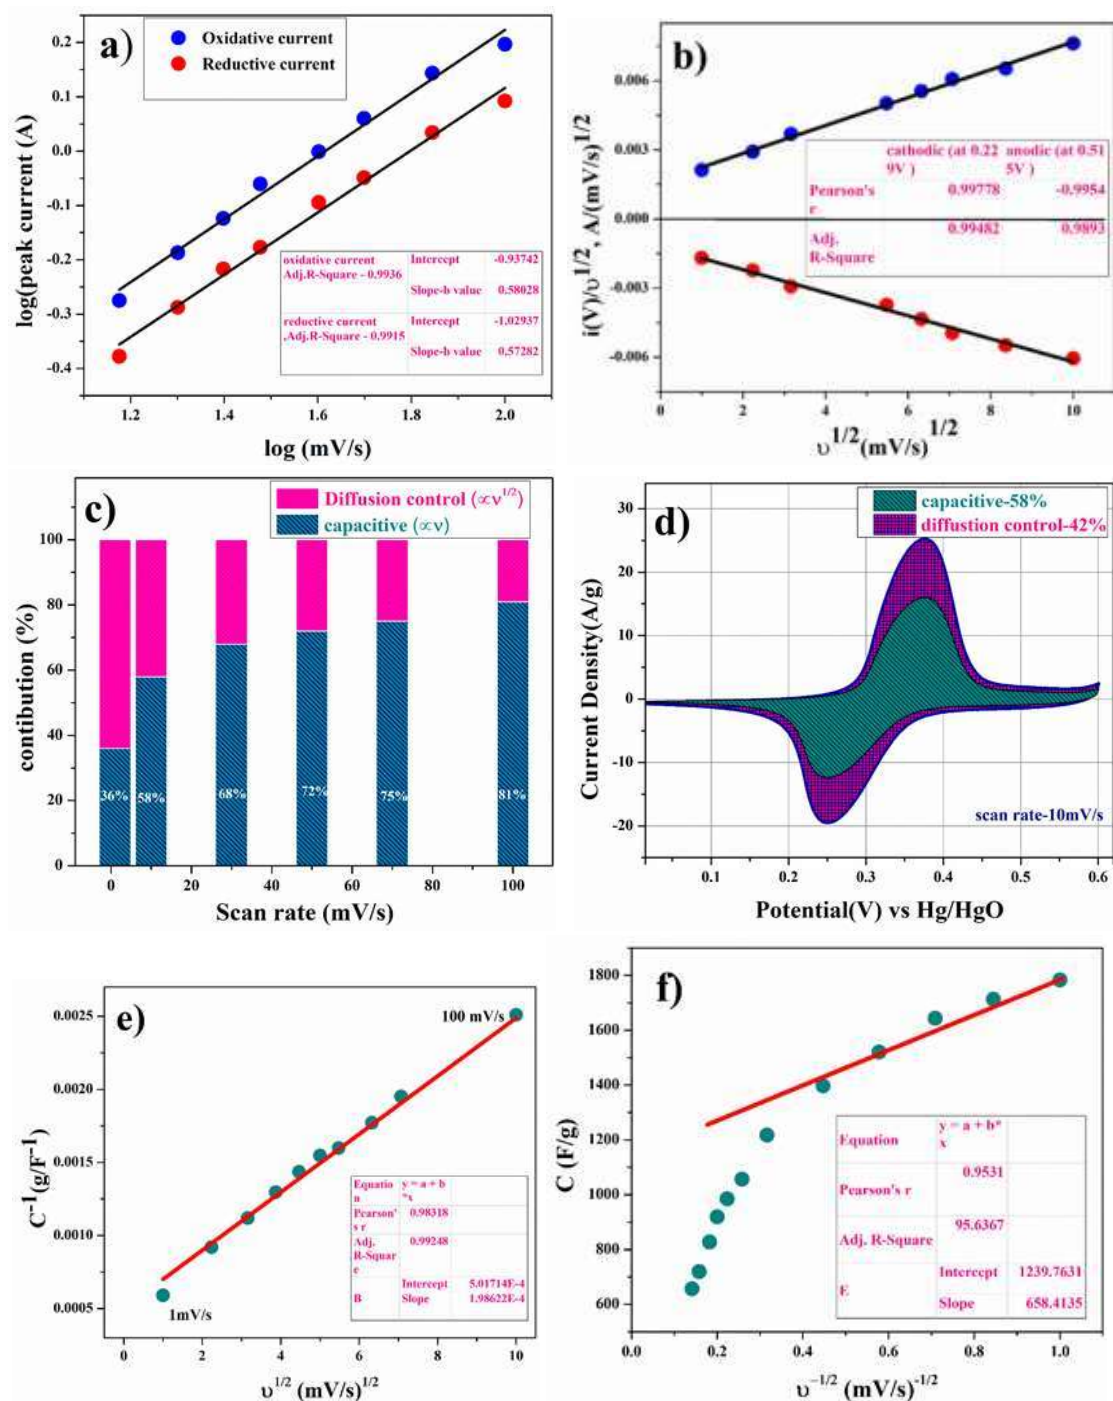 a)
Oxidative current
Reductive current
log(peak current (A)
0.2
0.1
0.0
-0.1
-0.2
-0.3
-0.4
oxidative current
Adj.R-Square - 0.9936
Intercept
-0.93742
Slope-b value
0.58028
reductive current
,Adj.R-Square - 0.9915
Intercept
-1.02937
Slope-b value
0.57282
1.2
1.4
1.6
1.8
2.0
log (mV/s)
b)
i(V)/υ^1/2, A/(mV/s)^1/2
0.006
0.003
0.000
-0.003
-0.006
cathodic (at 0.22
9V )
anodic (at 0.51
5V )
Pearson's
r
0.99778
-0.9954
Adj.
R-Square
0.99482
0.9893
0
2
4
6
8
10
υ^1/2(mV/s)^1/2
c)
Diffusion control (∝ν^1/2)
capacitive (∝ν)
contibution (%)
100
80
60
40
20
0
36%
58%
68%
72%
75%
81%
0
20
40
60
80
100
Scan rate (mV/s)
d)
capacitive-58%
diffusion control-42%
Current Density(A/g)
30
20
10
0
-10
-20
scan rate-10mV/s
0.1
0.2
0.3
0.4
0.5
0.6
Potential(V) vs Hg/HgO
e)
100 mV/s
C^-1(g/F^-1)
0.0025
0.0020
0.0015
0.0010
0.0005
1mV/s
Equatio
n
y = a + b
*x
Pearson'
s r
0.98318
Adj.
R-Squar
e
0.99248
B
Intercept
5.01714E-4
Slope
1.98622E-4
0
2
4
6
8
10
υ^1/2 (mV/s)^1/2
f)
C (F/g)
1800
1600
1400
1200
1000
800
600
Equation
y = a + b*
x
Pearson's r
0.9531
Adj. R-Square
95.6367
E
Intercept
1239.7631
Slope
658.4135
0.0
0.2
0.4
0.6
0.8
1.0
υ^-1/2 (mV/s)^-1/2